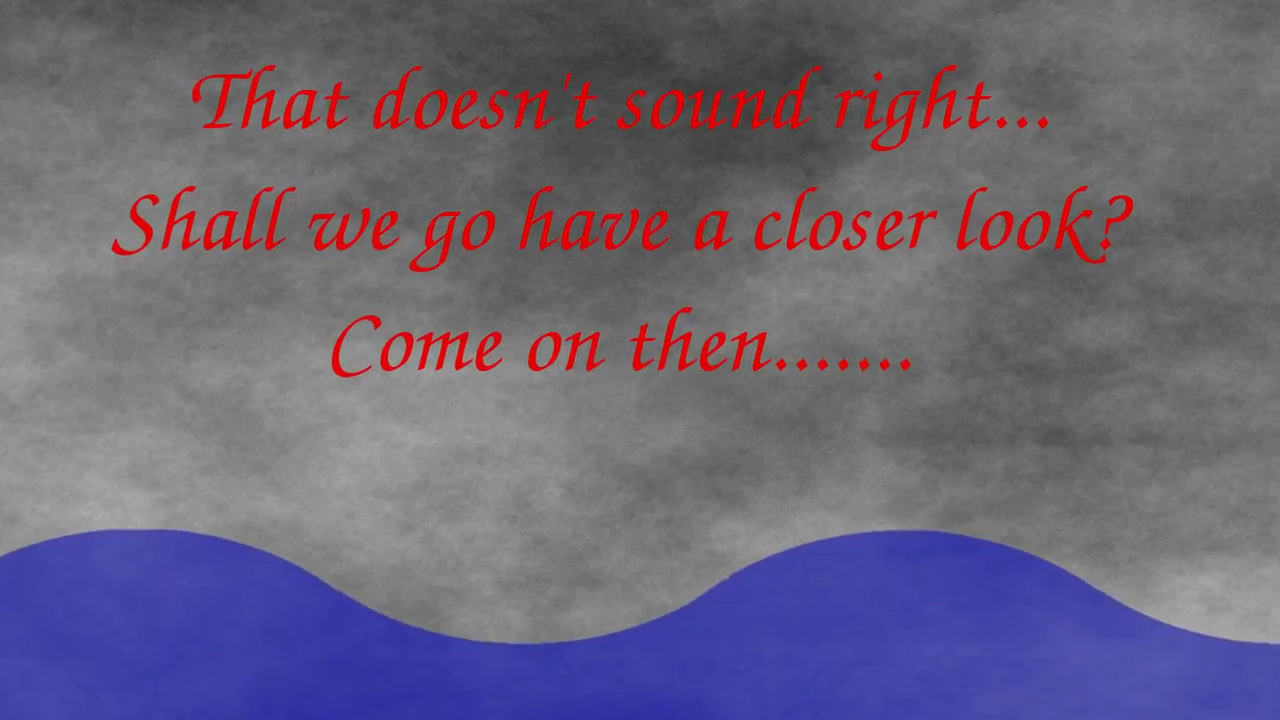 That doesn't sound right...
Shall we go have a closer look?
Come on then.......